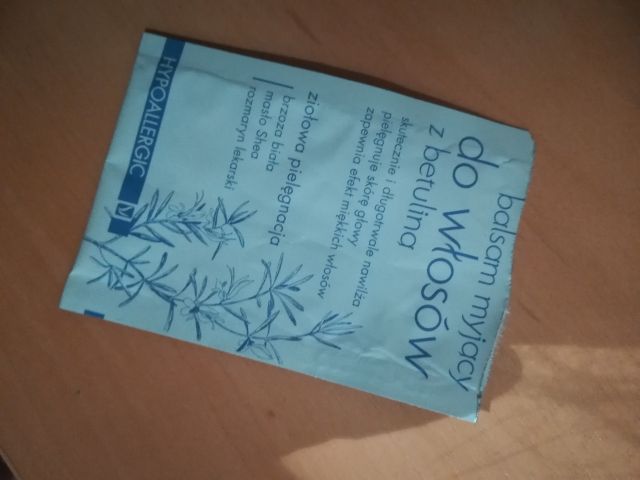 balsam myjący
do włosów
z betuliną
skutecznie i długotrwale nawilża
pielęgnuje skórę głowy
zapewnia efekt miękkich włosów
ziołowa pielęgnacja
brzoza biała
masło Shea
rozmaryn lekarski
HYPOALLERGIC
M